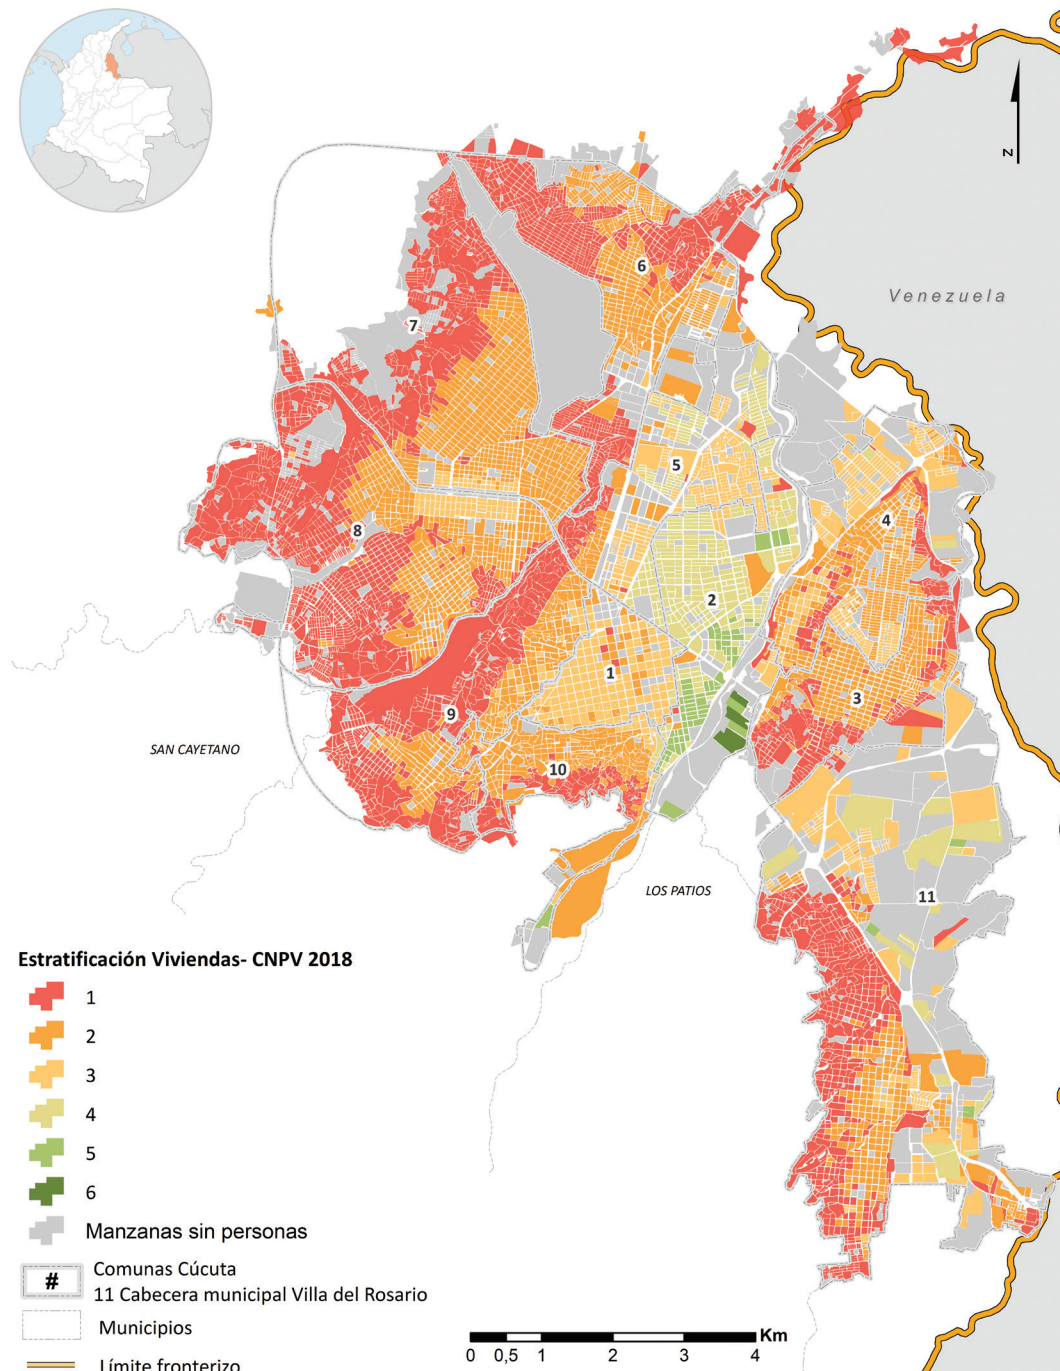 N
Venezuela
6
7
5
4
8
2
1
3
9
SAN CAYETANO
10
LOS PATIOS
11
Estratificación Viviendas- CNPV 2018
1
2
3
4
5
6
Manzanas sin personas
# Comunas Cúcuta
11 Cabecera municipal Villa del Rosario
Municipios
Límite fronterizo
Km
0 0,5 1 2 3 4